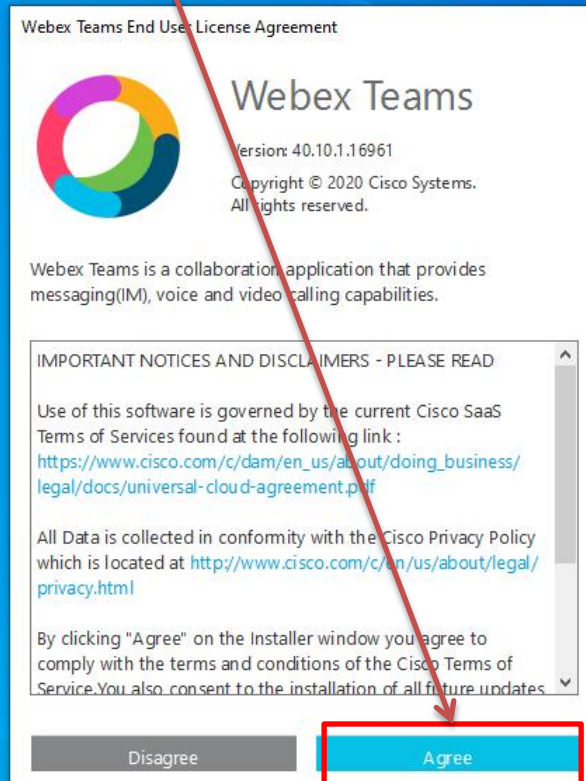 Webex Teams End User License Agreement
Webex Teams
Version: 40.10.1.16961
Copyright © 2020 Cisco Systems.
All rights reserved.
Webex Teams is a collaboration application that provides
messaging(IM), voice and video calling capabilities.
IMPORTANT NOTICES AND DISCLAIMERS - PLEASE READ
Use of this software is governed by the current Cisco SaaS
Terms of Services found at the following link :
https://www.cisco.com/c/dam/en_us/about/doing_business/
legal/docs/universal-cloud-agreement.pdf
All Data is collected in conformity with the Cisco Privacy Policy
which is located at http://www.cisco.com/c/en/us/about/legal/
privacy.html
By clicking "Agree" on the Installer window you agree to
comply with the terms and conditions of the Cisco Terms of
Service.You also consent to the installation of all future updates
Disagree
Agree